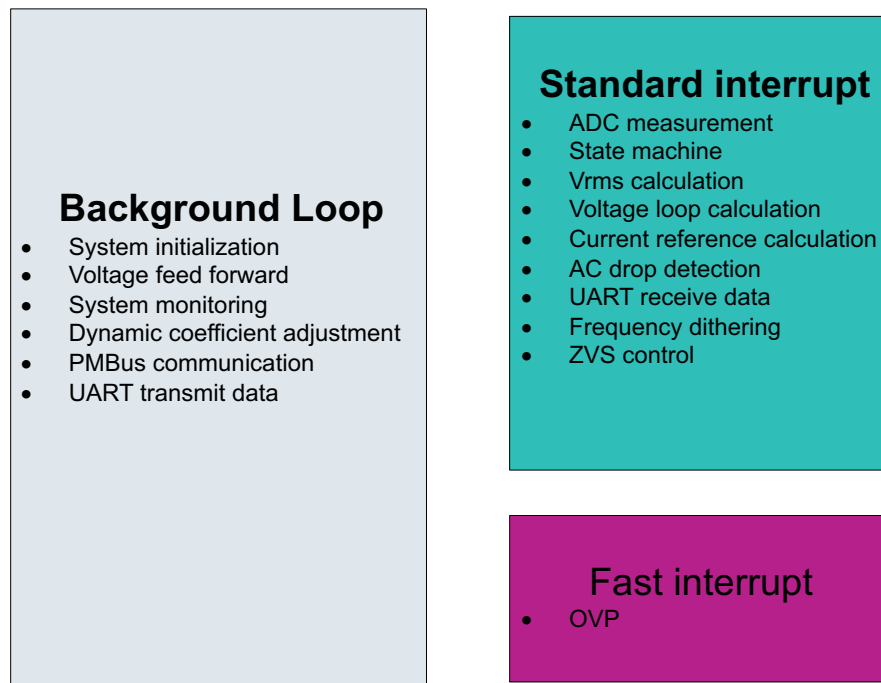 Background Loop
• System initialization
• Voltage feed forward
• System monitoring
• Dynamic coefficient adjustment
• PMBus communication
• UART transmit data
Standard interrupt
• ADC measurement
• State machine
• Vrms calculation
• Voltage loop calculation
• Current reference calculation
• AC drop detection
• UART receive data
• Frequency dithering
• ZVS control
Fast interrupt
• OVP